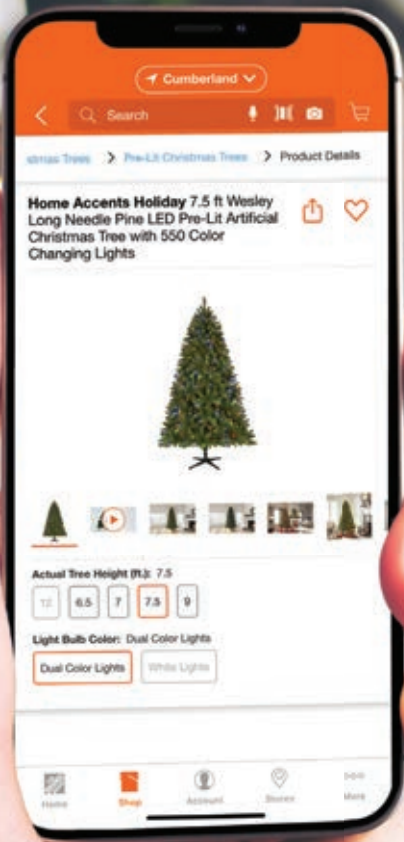 Cumberland
Search
stmas Trees > Pre-Lit Christmas Trees > Product Details
Home Accents Holiday 7.5 ft Wesley
Long Needle Pine LED Pre-Lit Artificial
Christmas Tree with 550 Color
Changing Lights
Actual Tree Height (ft.): 7.5
12 6.5 7 7.5 9
Light Bulb Color: Dual Color Lights
Dual Color Lights White Lights
Home Shop Account Stores More